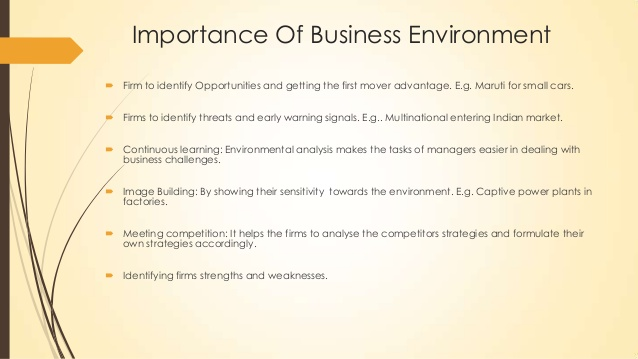 Importance Of Business Environment
Firm to identify Opportunities and getting the first mover advantage. E.g. Maruti for small cars.
Firms to identify threats and early warning signals. E.g.. Multinational entering Indian market.
Continuous learning: Environmental analysis makes the tasks of managers easier in dealing with
business challenges.
Image Building: By showing their sensitivity towards the environment. E.g. Captive power plants in
factories.
Meeting competition: It helps the firms to analyse the competitors strategies and formulate their
own strategies accordingly.
Identifying firms strengths and weaknesses.